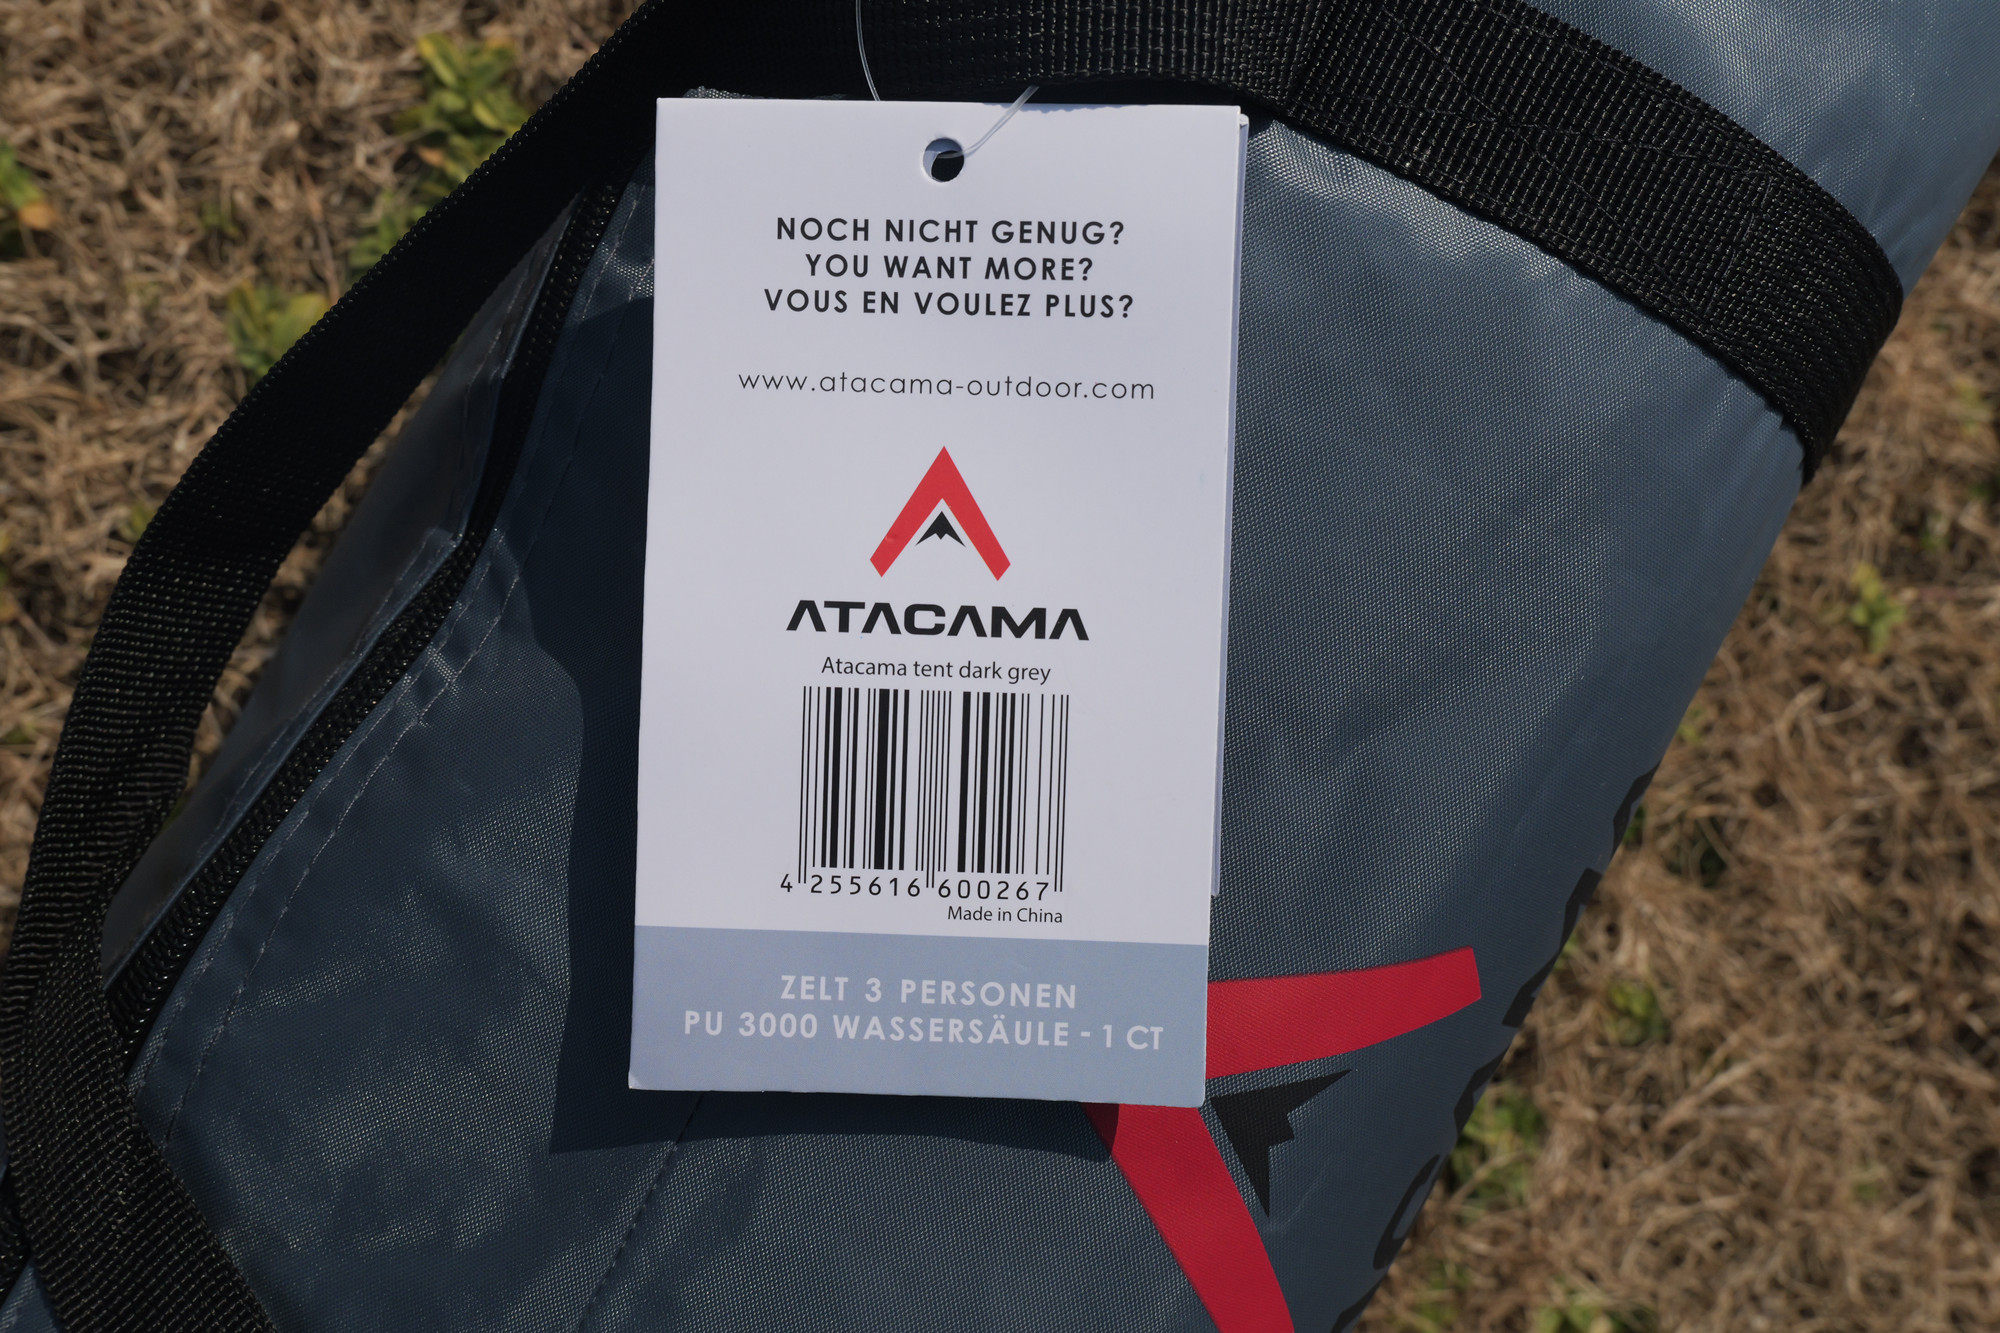 NOCH NICHT GENUG?
YOU WANT MORE?
VOUS EN VOULEZ PLUS?
www.atacama-outdoor.com
ATACAMA
Atacama tent dark grey
4 255616 600267
Made in China
ZELT 3 PERSONEN
PU 3000 WASSERSÄULE - 1 CT